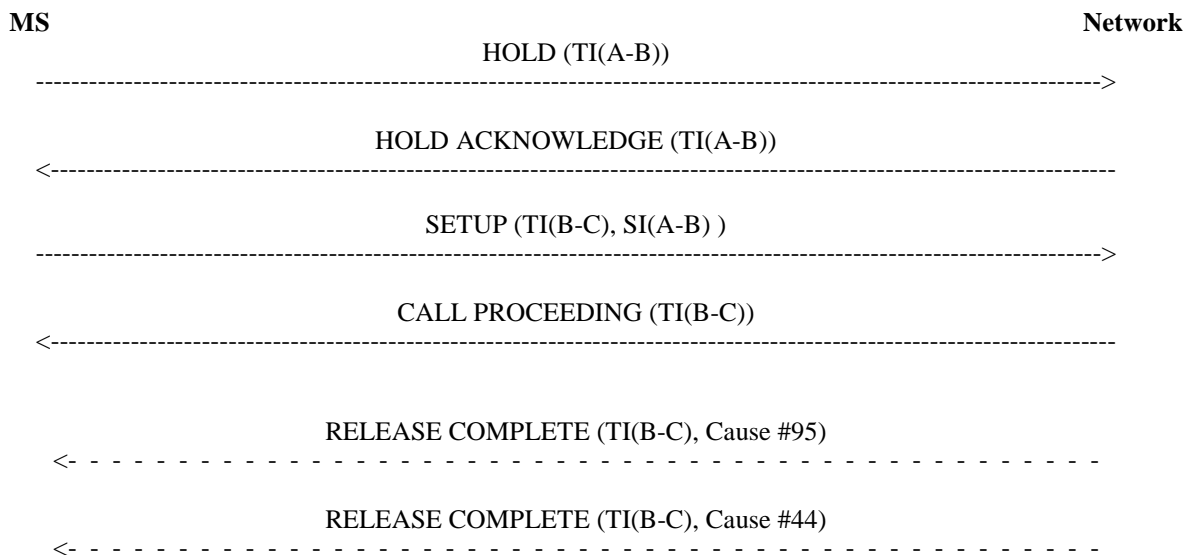 MS Network
HOLD (TI(A-B))
HOLD ACKNOWLEDGE (TI(A-B))
SETUP (TI(B-C), SI(A-B) )
CALL PROCEEDING (TI(B-C))
RELEASE COMPLETE (TI(B-C), Cause #95)
RELEASE COMPLETE (TI(B-C), Cause #44)